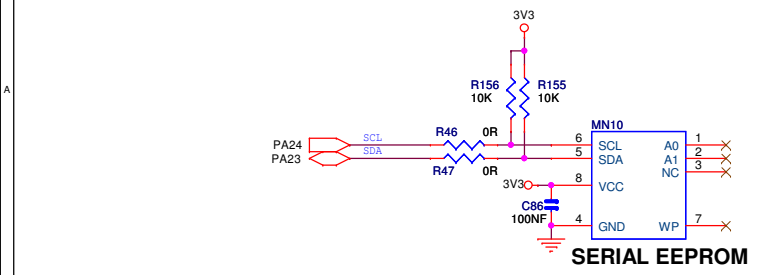 3V3
R156
R155
10K
10K
A
MN10
PA24
SCL
R46
0R
6
SCL
A0
1
PA23
SDA
5
SDA
A1
2
NC
3
R47
0R
3V3
8
VCC
C86
100NF
4
GND
WP
7
SERIAL EEPROM